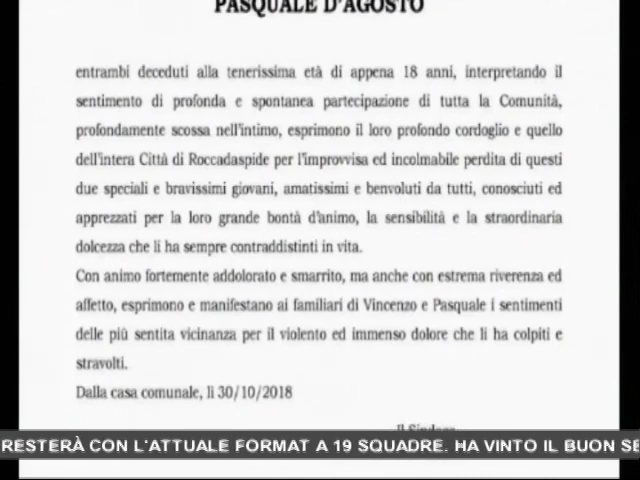 PASQUALE D'AGOSTO
entrambi deceduti alla tenerissima età di appena 18 anni, interpretando il
sentimento di profonda e spontanea partecipazione di tutta la Comunità,
profondamente scossa nell'intimo, esprimono il loro profondo cordoglio e quello
dell'intera Città di Roccadaspide per l'improvvisa ed incolmabile perdita di questi
due speciali e bravissimi giovani, amatissimi e benvoluti da tutti, conosciuti ed
apprezzati per la loro grande bontà d'animo, la sensibilità e la straordinaria
dolcezza che li ha sempre contraddistinti in vita.
Con animo fortemente addolorato e smarrito, ma anche con estrema riverenza ed
affetto, esprimono e manifestano ai familiari di Vincenzo e Pasquale i sentimenti
delle più sentita vicinanza per il violento ed immenso dolore che li ha colpiti e
stravolti.
Dalla casa comunale, li 30/10/2018
Il Sindaco
RESTERÀ CON L'ATTUALE FORMAT A 19 SQUADRE. HA VINTO IL BUON SE